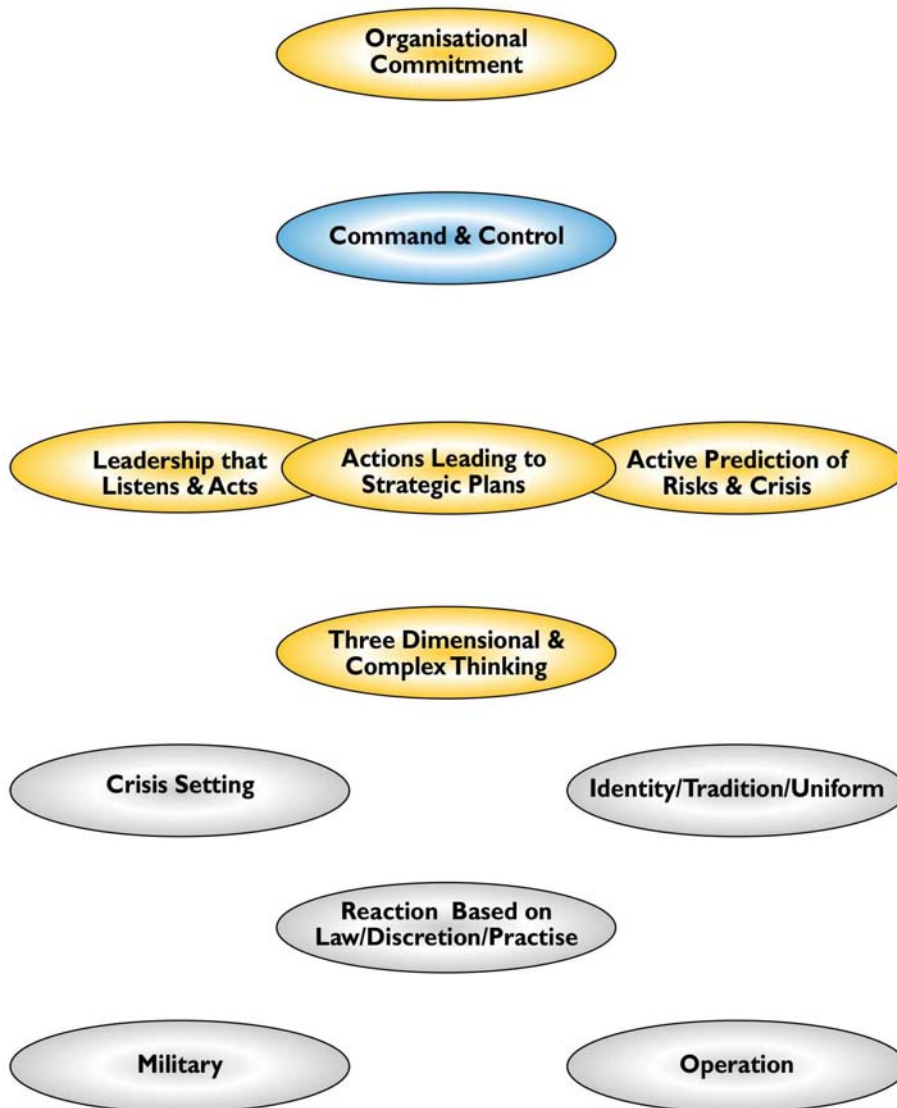 Organisational
Commitment
Command & Control
Leadership that
Listens & Acts
Actions Leading to
Strategic Plans
Active Prediction of
Risks & Crisis
Three Dimensional &
Complex Thinking
Crisis Setting
Identity/Tradition/Uniform
Reaction Based on
Law/Discretion/Practise
Military
Operation